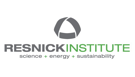 RESNICKINSTITUTE
science + energy + sustainability